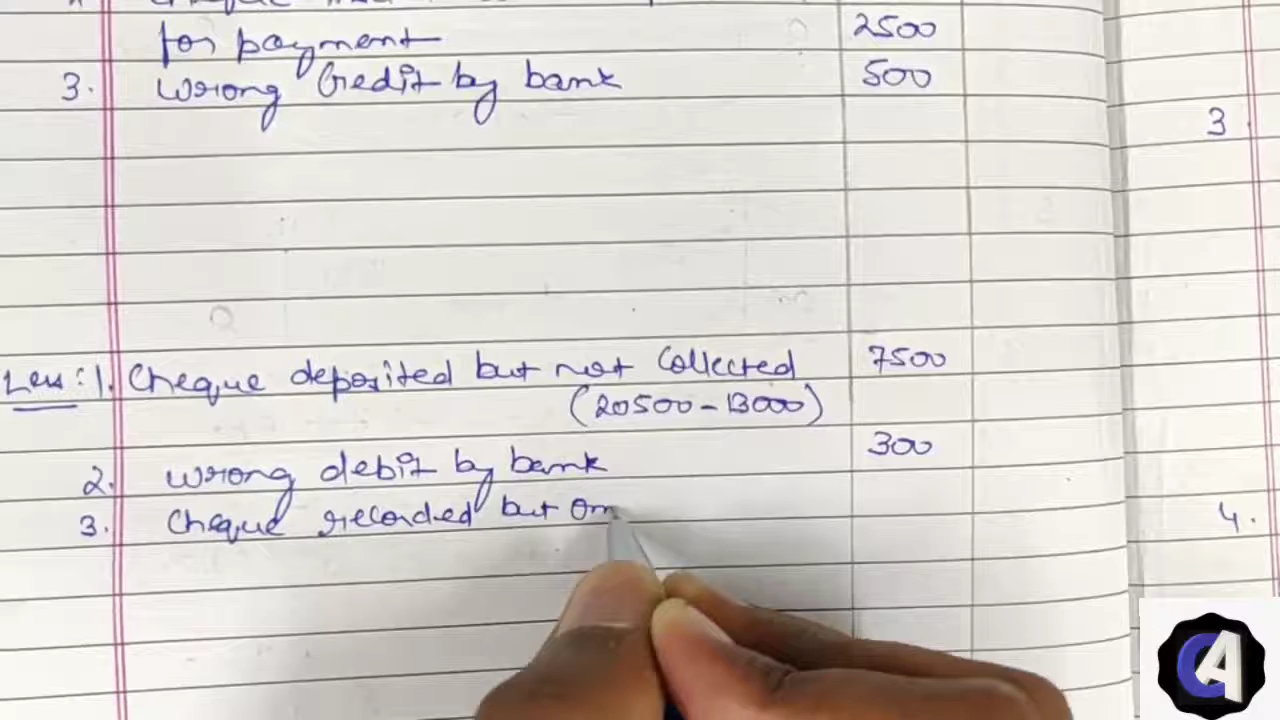 for payment 2500
3. Wrong Credit by bank 500
3.
Less: 1. Cheque deposited but not Collected 7500
(20500-13000)
2. Wrong debit by bank 300
3. Cheque recorded but om
4.
CA